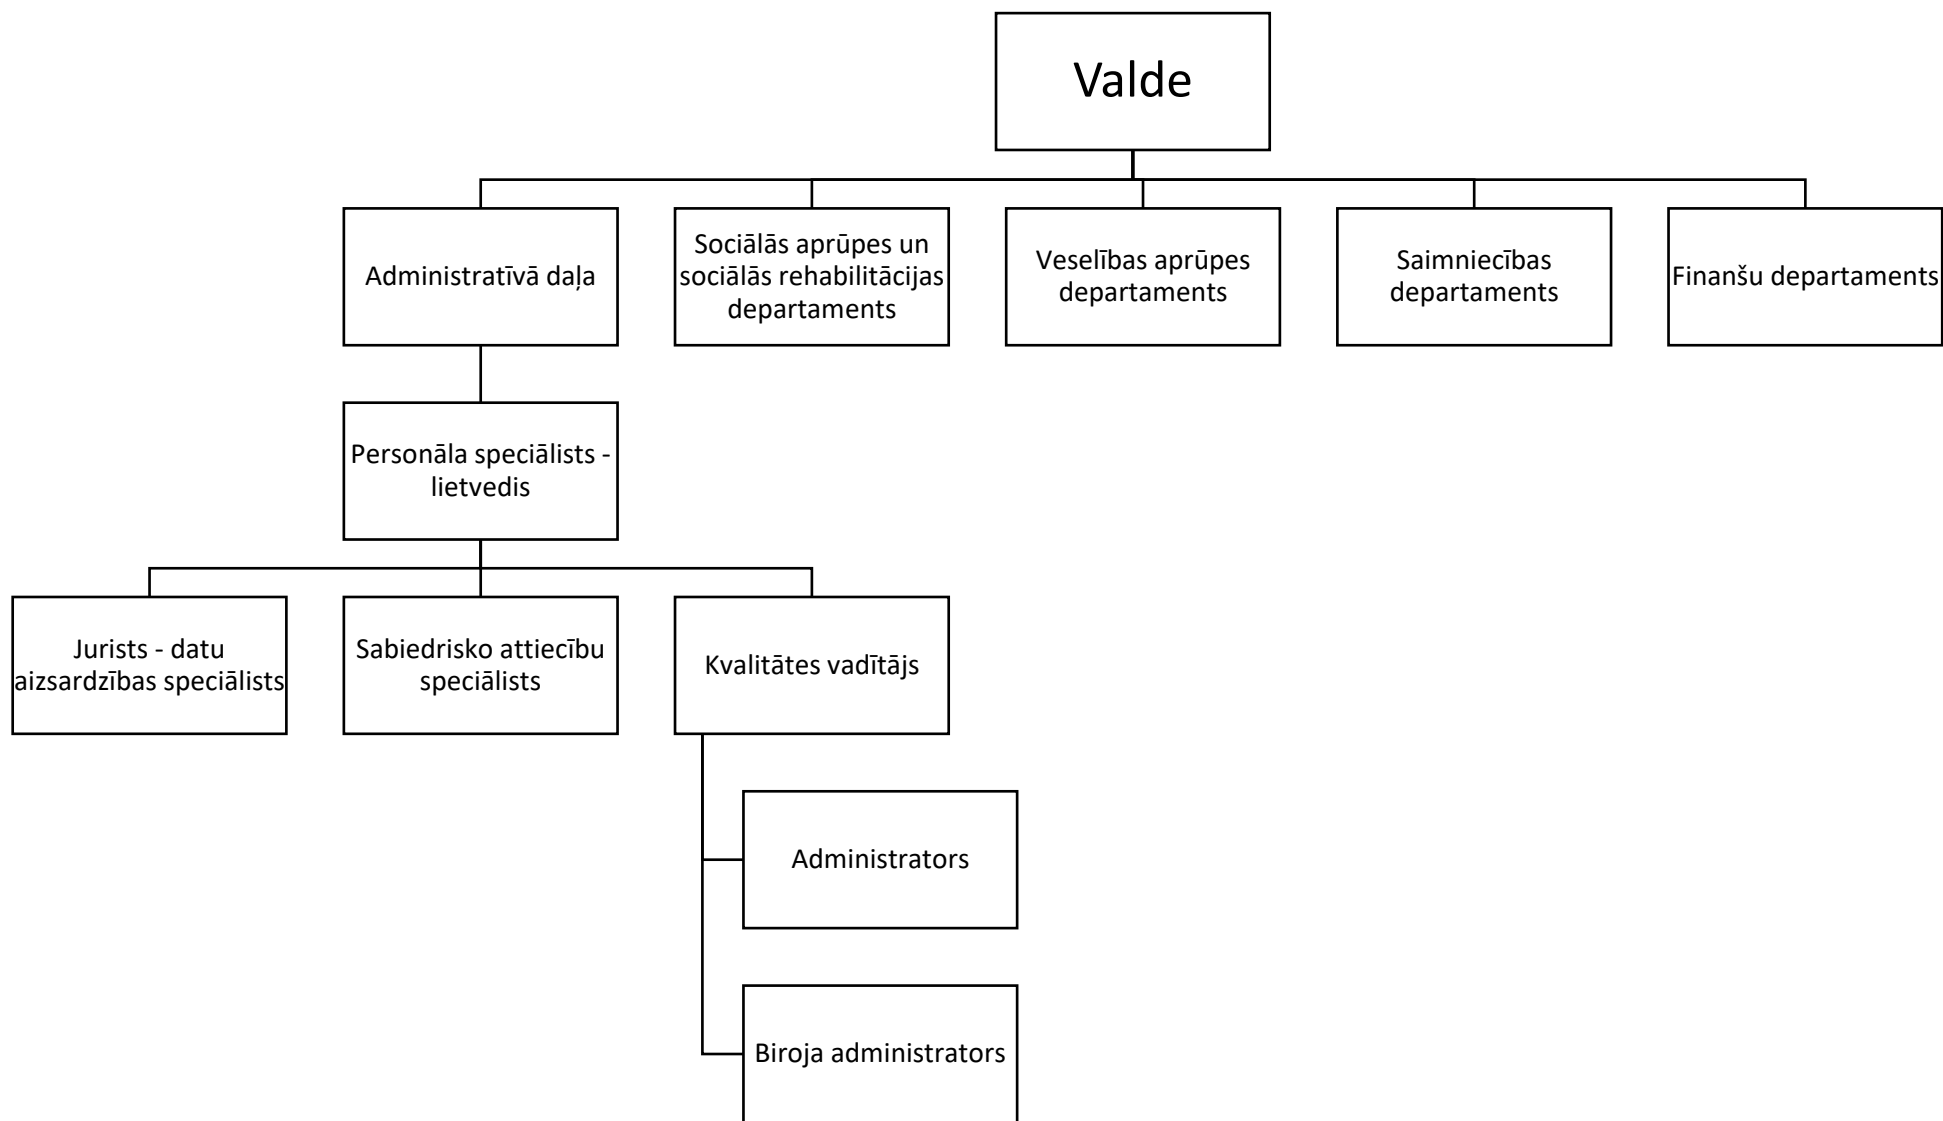 Valde
Administratīvā daļa
Sociālās aprūpes un
sociālās rehabilitācijas
departaments
Veselības aprūpes
departaments
Saimniecības
departaments
Finanšu departaments
Personāla speciālists -
lietvedis
Jurists - datu
aizsardzības speciālists
Sabiedrisko attiecību
speciālists
Kvalitātes vadītājs
Administrators
Biroja administrators